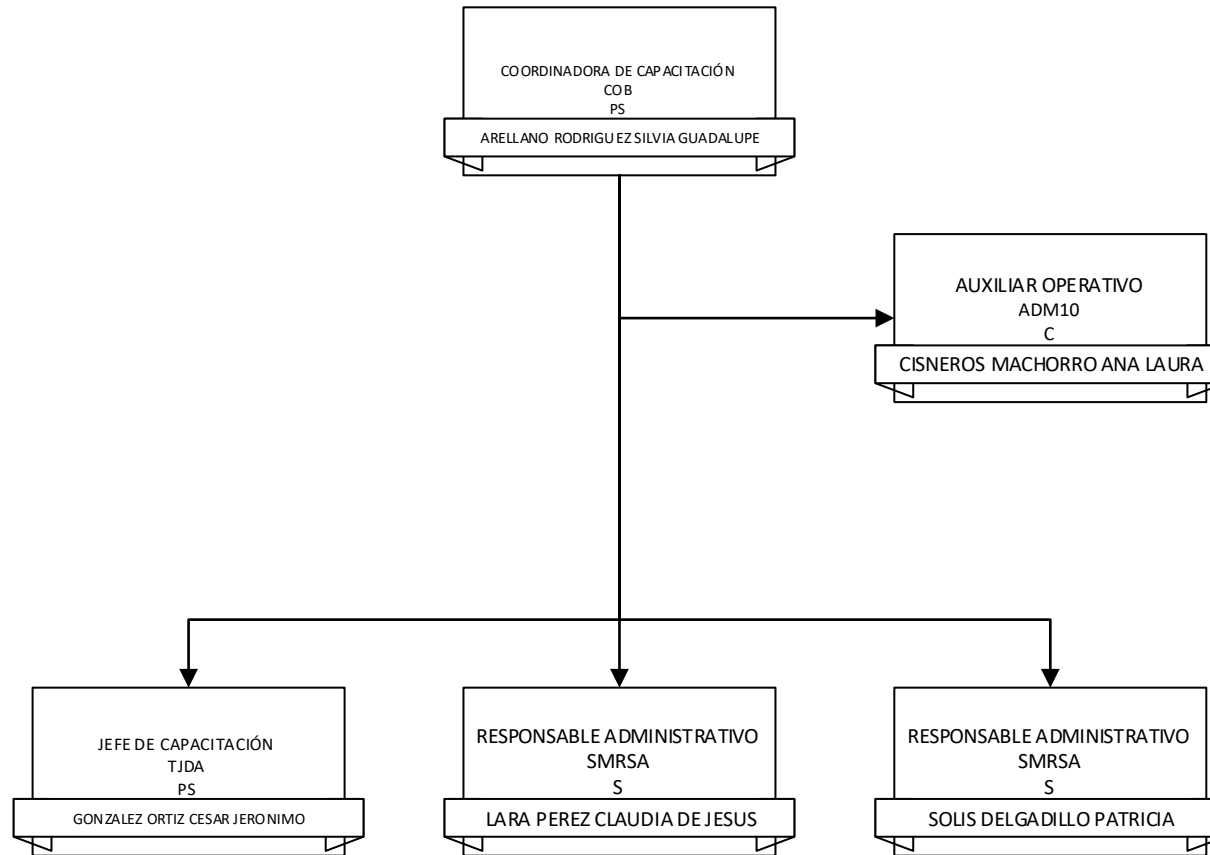 COORDINADORA DE CAPACITACIÓN
COB
PS
ARELLANO RODRIGUEZ SILVIA GUADALUPE
AUXILIAR OPERATIVO
ADM10
C
CISNEROS MACHORRO ANA LAURA
JEFE DE CAPACITACIÓN
TJDA
PS
GONZALEZ ORTIZ CESAR JERONIMO
RESPONSABLE ADMINISTRATIVO
SMRSA
S
LARA PEREZ CLAUDIA DE JESUS
RESPONSABLE ADMINISTRATIVO
SMRSA
S
SOLIS DELGADILLO PATRICIA